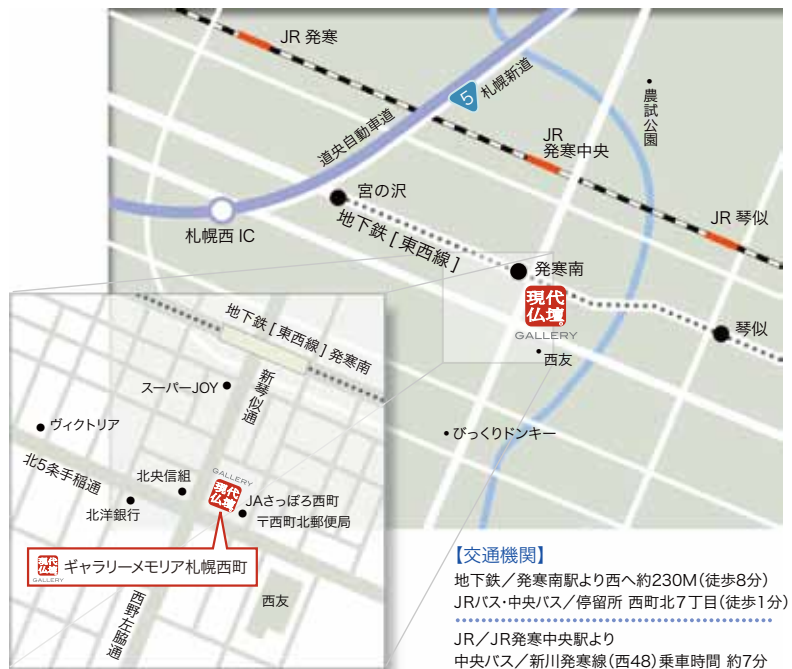 JR 発寒
5
札幌新道
農試公園
道央自動車道
JR
発寒中央
宮の沢
JR 琴似
札幌西 IC
地下鉄 [ 東西線 ]
発寒南
現代
仏壇
GALLERY
琴似
西友
びっくりドンキー
地下鉄 [ 東西線 ] 発寒南
新琴似通
スーパーJOY
ヴィクトリア
北5条手稲通
北央信組
GALLERY
現代
仏壇
JAさっぽろ西町
〒西町北郵便局
北洋銀行
現代
仏壇
GALLERY
ギャラリーメモリア札幌西町
西野左脇通
西友
【交通機関】
地下鉄／発寒南駅より西へ約230M(徒歩8分)
JRバス・中央バス／停留所 西町北7丁目(徒歩1分)
JR／JR発寒中央駅より
中央バス／新川発寒線(西48)乗車時間 約7分